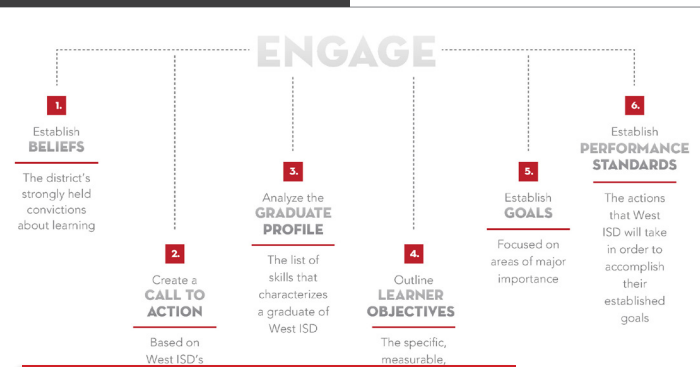 ENGAGE
1.
Establish
BELIEFS
The district's
strongly held
convictions
about learning
2.
Create a
CALL TO
ACTION
Based on
West ISD's
3.
Analyze the
GRADUATE
PROFILE
The list of
skills that
characterizes
a graduate of
West ISD
4.
Outline
LEARNER
OBJECTIVES
The specific,
measurable,
5.
Establish
GOALS
Focused on
areas of major
importance
6.
Establish
PERFORMANCE
STANDARDS
The actions
that West
ISD will take
in order to
accomplish
their
established
goals